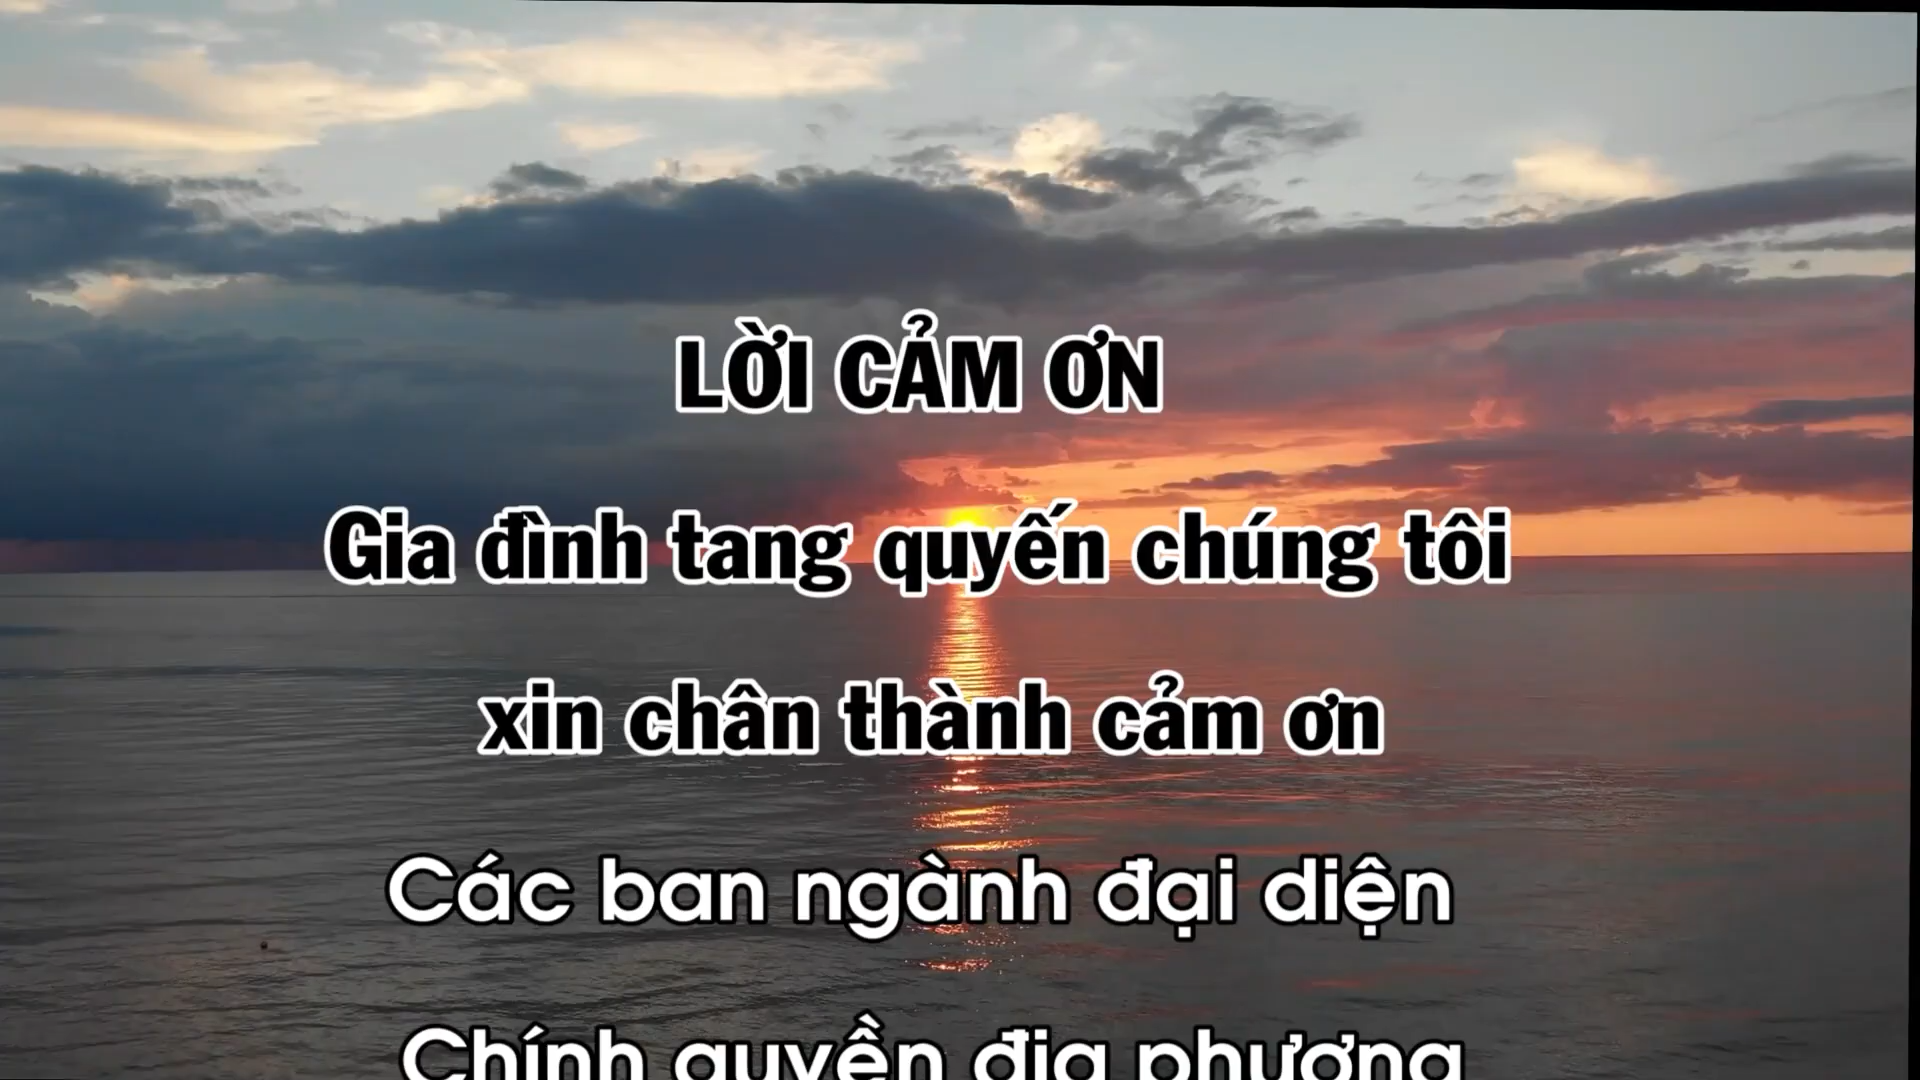 LỜI CẢM ƠN
Gia đình tang quyến chúng tôi
xin chân thành cảm ơn
Các ban ngành đại diện
Chính quyền địa phương